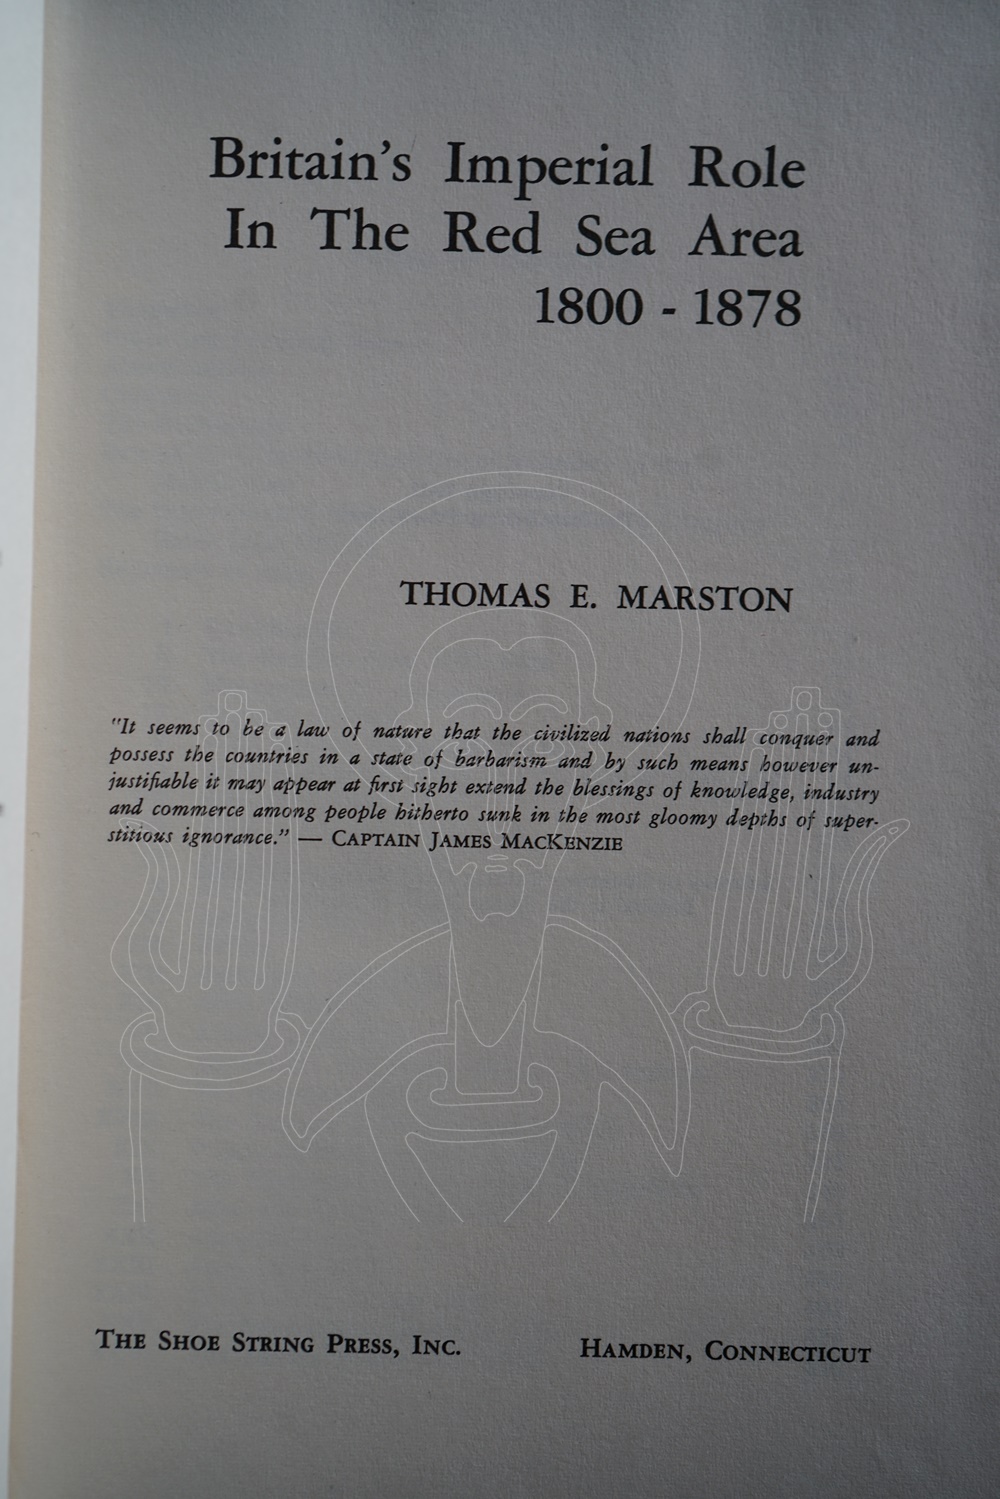 Britain's Imperial Role
In The Red Sea Area
1800 - 1878
THOMAS E. MARSTON
"It seems to be a law of nature that the civilized nations shall conquer and
possess the countries in a state of barbarism and by such means however un-
justifiable it may appear at first sight extend the blessings of knowledge, industry
and commerce among people hitherto sunk in the most gloomy depths of super-
stitious ignorance." — CAPTAIN JAMES MACKENZIE
THE SHOE STRING PRESS, INC. HAMDEN, CONNECTICUT